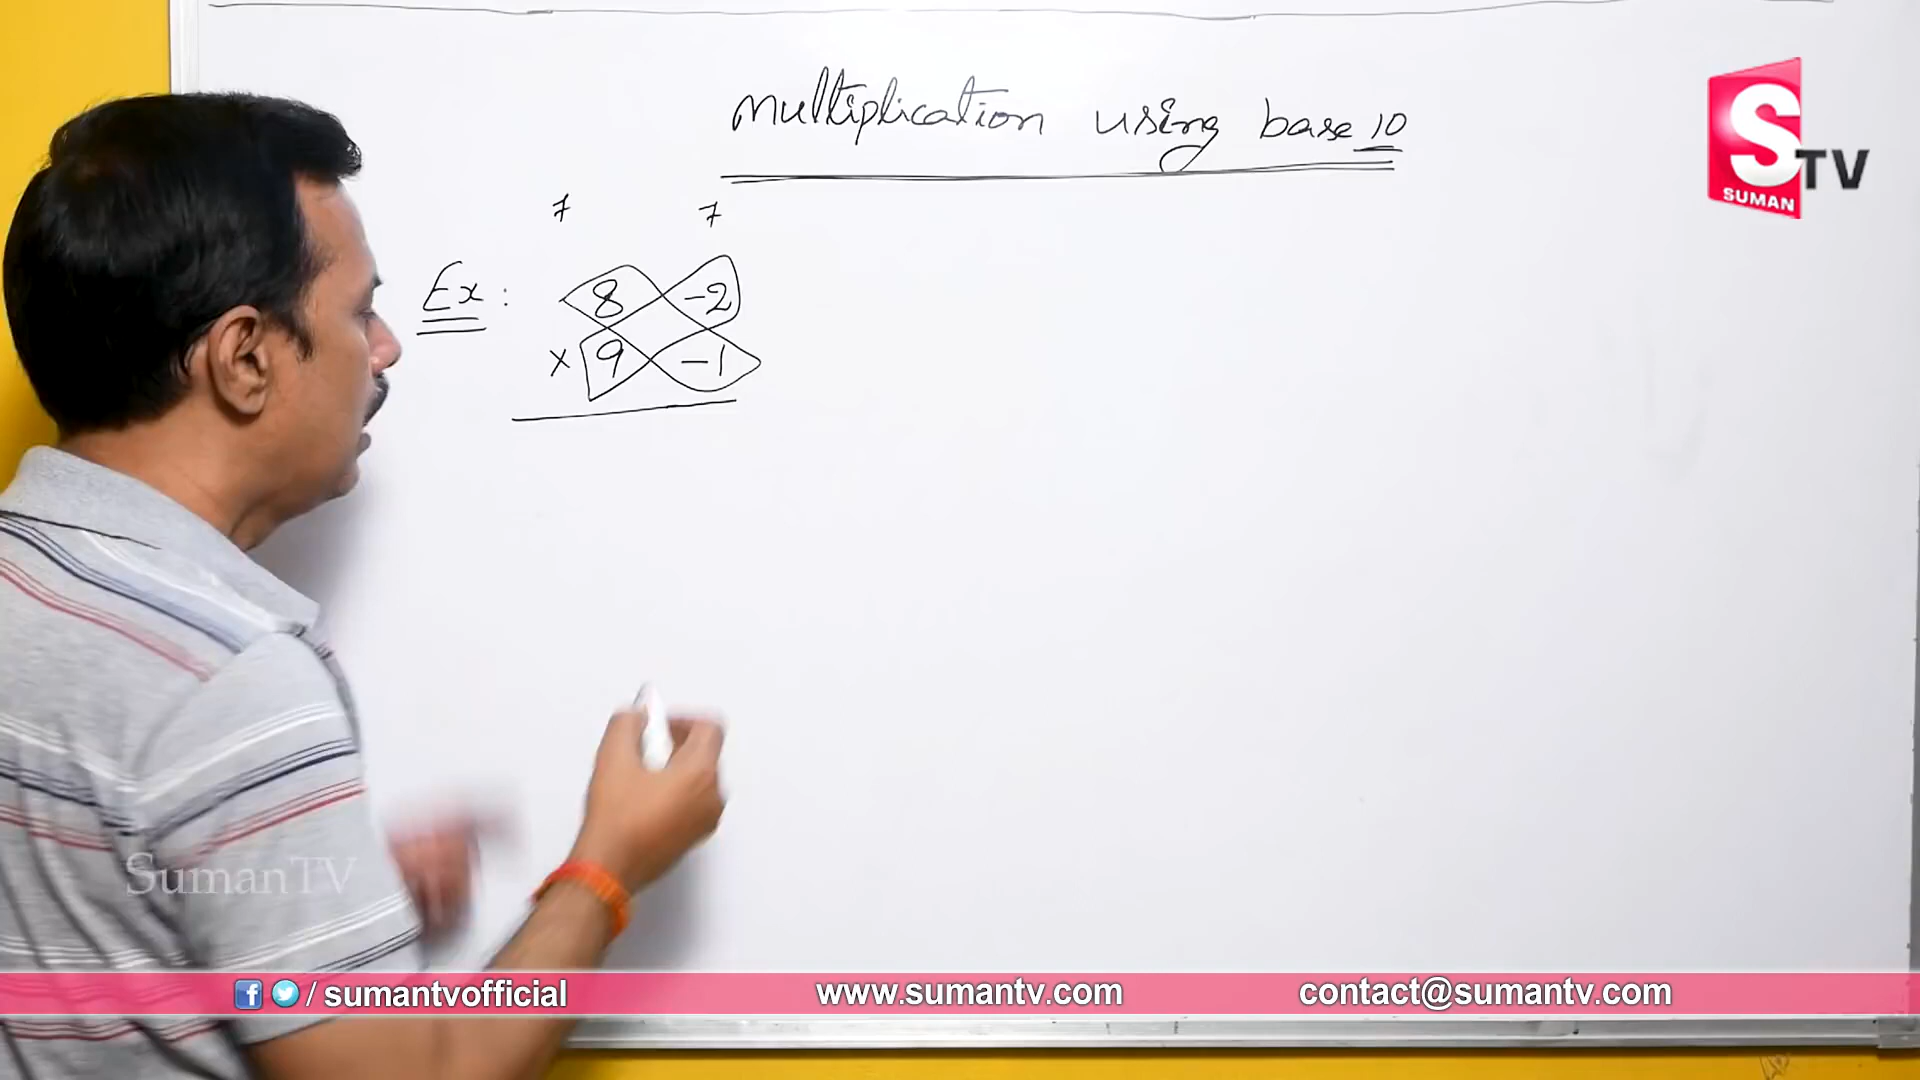 multiplication using base 10
7 7
Ex : 8 -2
x 9 -1
S TV
SUMAN
SumanTV
/ sumantvofficial www.sumantv.com contact@sumantv.com